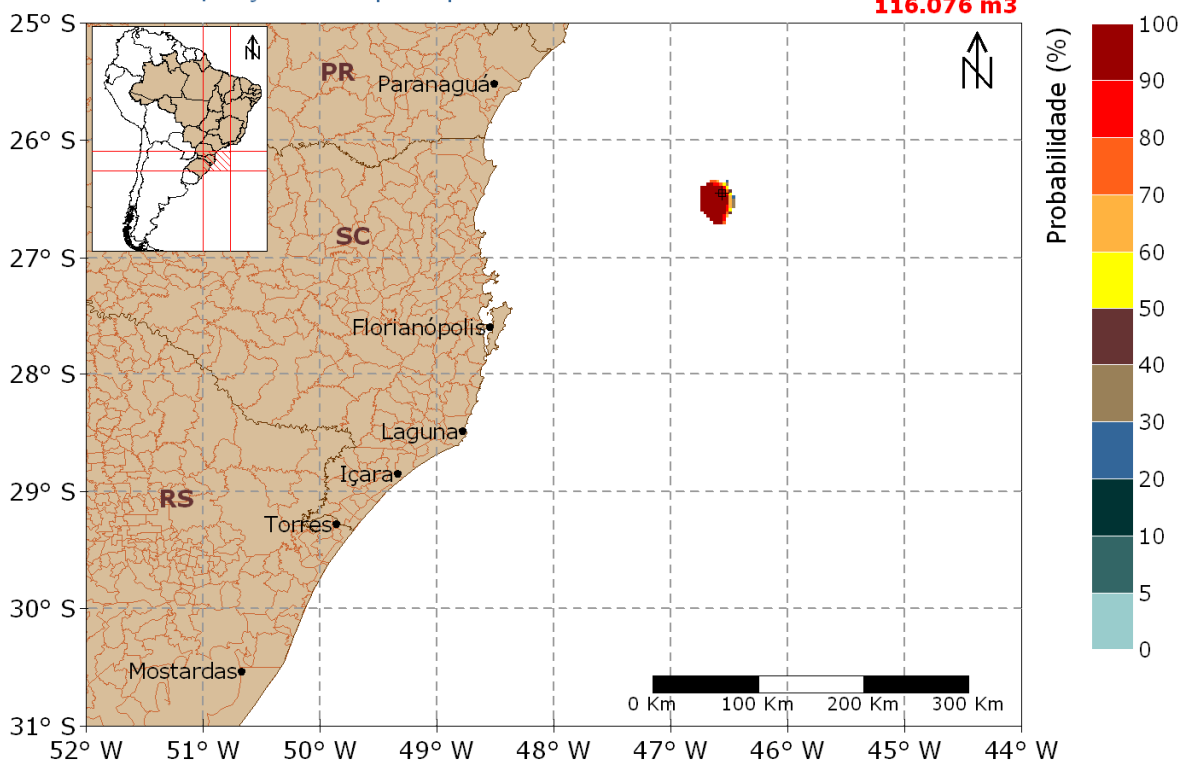 116.076 m3
25° S
26° S
27° S
28° S
29° S
30° S
31° S
52 W
51° W
50° W
49° W
48° W
47° W
46° W
45° W
44° W
N
PR
Paranaguá
SC
Florianópolis
Laguna
Içara
RS
Torres
Mostardas
N
0 Km
100 Km
200 Km
300 Km
Probabilidade (%)
100
90
80
70
60
50
40
30
20
10
5
0